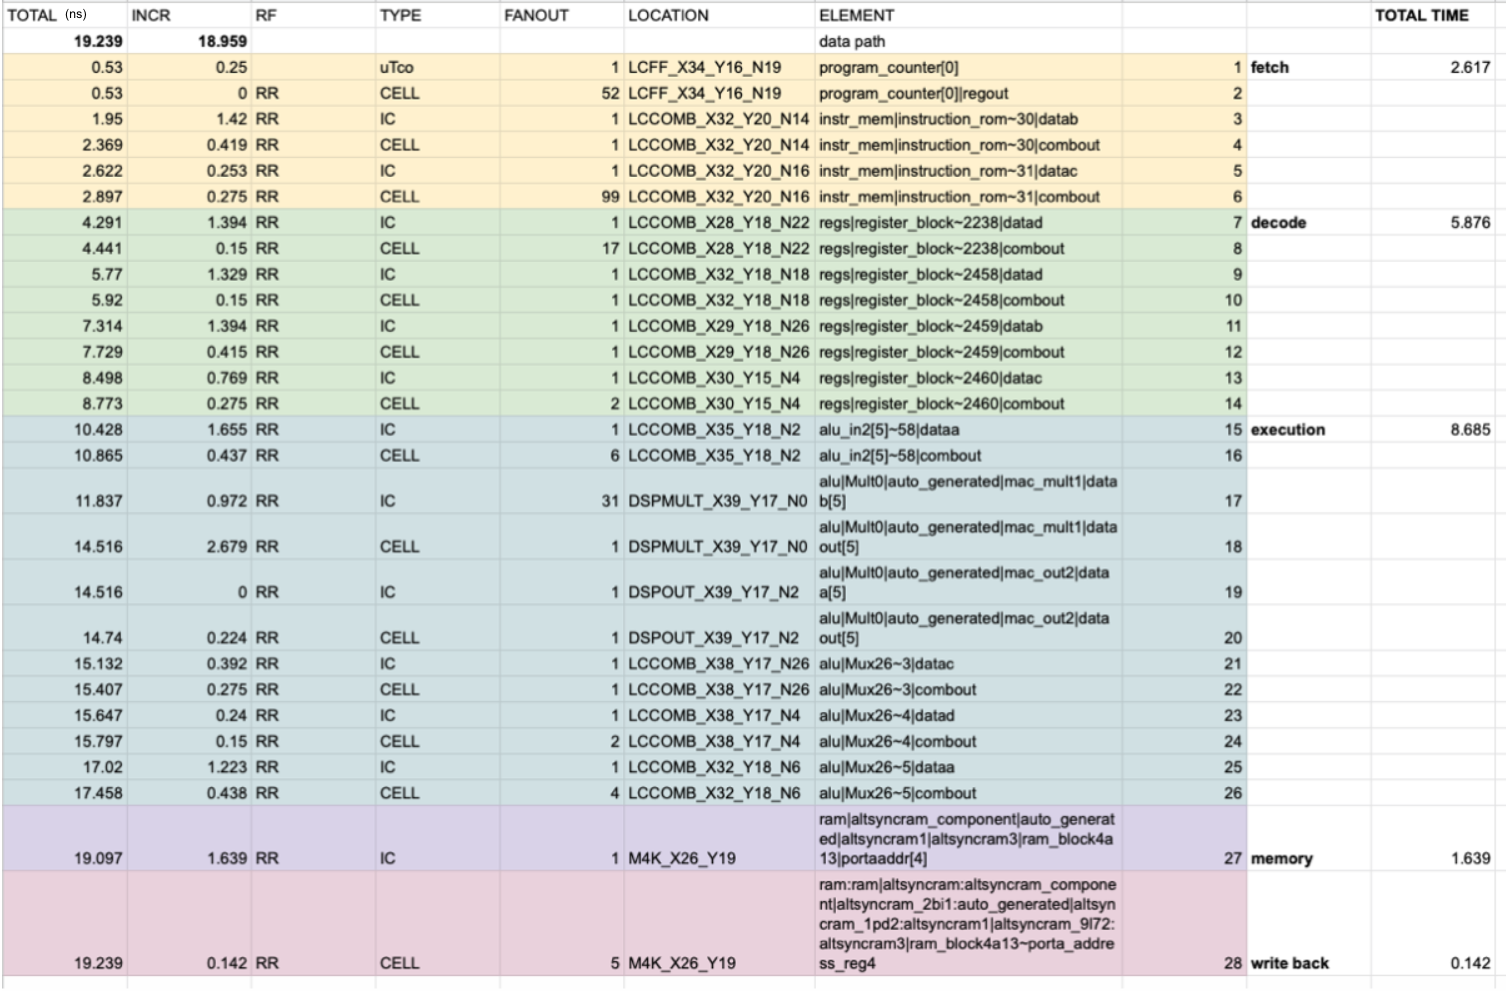 TOTAL (ns) INCR RF TYPE FANOUT LOCATION ELEMENT TOTAL TIME
19.239 18.959 data path
0.53 0.25 uTco 1 LCFF_X34_Y16_N19 program_counter[0] 1 fetch 2.617
0.53 0 RR CELL 52 LCFF_X34_Y16_N19 program_counter[0]|regout 2
1.95 1.42 RR IC 1 LCCOMB_X32_Y20_N14 instr_mem|instruction_rom~30|datab 3
2.369 0.419 RR CELL 1 LCCOMB_X32_Y20_N14 instr_mem|instruction_rom~30|combout 4
2.622 0.253 RR IC 1 LCCOMB_X32_Y20_N16 instr_mem|instruction_rom~31|datac 5
2.897 0.275 RR CELL 99 LCCOMB_X32_Y20_N16 instr_mem|instruction_rom~31|combout 6
4.291 1.394 RR IC 1 LCCOMB_X28_Y18_N22 regs|register_block~2238|datad 7 decode 5.876
4.441 0.15 RR CELL 17 LCCOMB_X28_Y18_N22 regs|register_block~2238|combout 8
5.77 1.329 RR IC 1 LCCOMB_X32_Y18_N18 regs|register_block~2458|datad 9
5.92 0.15 RR CELL 1 LCCOMB_X32_Y18_N18 regs|register_block~2458|combout 10
7.314 1.394 RR IC 1 LCCOMB_X29_Y18_N26 regs|register_block~2459|datab 11
7.729 0.415 RR CELL 1 LCCOMB_X29_Y18_N26 regs|register_block~2459|combout 12
8.498 0.769 RR IC 1 LCCOMB_X30_Y15_N4 regs|register_block~2460|datac 13
8.773 0.275 RR CELL 2 LCCOMB_X30_Y15_N4 regs|register_block~2460|combout 14
10.428 1.655 RR IC 1 LCCOMB_X35_Y18_N2 alu_in2[5]~58|dataa 15 execution 8.685
10.865 0.437 RR CELL 6 LCCOMB_X35_Y18_N2 alu_in2[5]~58|combout 16
alu|Mult0|auto_generated|mac_mult1|data
11.837 0.972 RR IC 31 DSPMULT_X39_Y17_N0 b[5] 17
alu|Mult0|auto_generated|mac_mult1|data
14.516 2.679 RR CELL 1 DSPMULT_X39_Y17_N0 out[5] 18
alu|Mult0|auto_generated|mac_out2|data
14.516 0 RR IC 1 DSPOUT_X39_Y17_N2 a[5] 19
alu|Mult0|auto_generated|mac_out2|data
14.74 0.224 RR CELL 1 DSPOUT_X39_Y17_N2 out[5] 20
15.132 0.392 RR IC 1 LCCOMB_X38_Y17_N26 alu|Mux26~3|datac 21
15.407 0.275 RR CELL 1 LCCOMB_X38_Y17_N26 alu|Mux26~3|combout 22
15.647 0.24 RR IC 1 LCCOMB_X38_Y17_N4 alu|Mux26~4|datad 23
15.797 0.15 RR CELL 2 LCCOMB_X38_Y17_N4 alu|Mux26~4|combout 24
17.02 1.223 RR IC 1 LCCOMB_X32_Y18_N6 alu|Mux26~5|dataa 25
17.458 0.438 RR CELL 4 LCCOMB_X32_Y18_N6 alu|Mux26~5|combout 26
ram|altsyncram_component|auto_generat
ed|altsyncram1|altsyncram3|ram_block4a
19.097 1.639 RR IC 1 M4K_X26_Y19 13|portaaddr[4] 27 memory 1.639
ram:ram|altsyncram:altsyncram_compone
nt|altsyncram_2bi1:auto_generated|altsyn
cram_1pd2:altsyncram1|altsyncram_9l72:
altsyncram3|ram_block4a13~porta_addre
19.239 0.142 RR CELL 5 M4K_X26_Y19 ss_reg4 28 write back 0.142